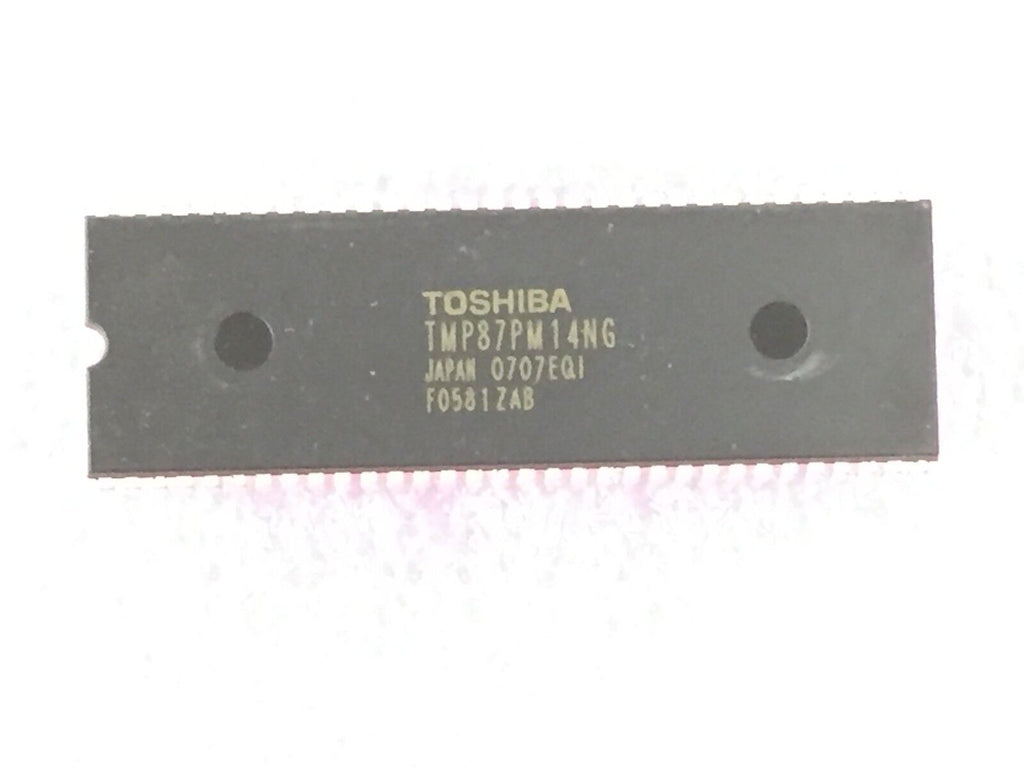 TOSHIBA
TMP87PM14NG
JAPAN 0707EQI
F0581ZAB